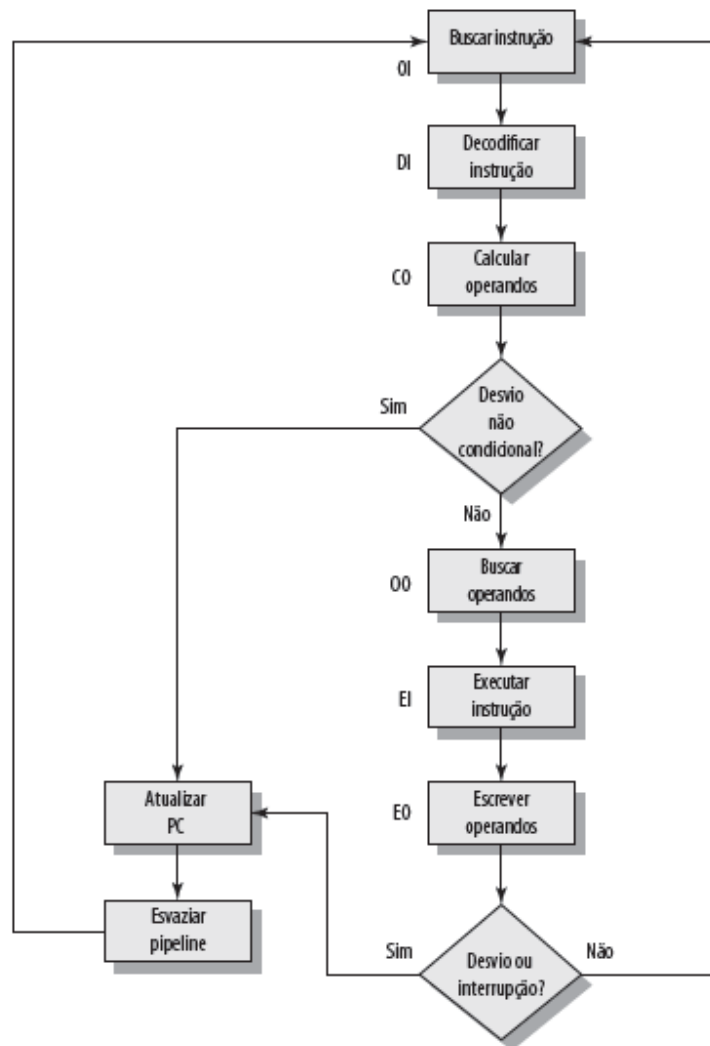 Buscar instrução
OI
Decodificar
instrução
DI
Calcular
operandos
CO
Desvio
não
condicional?
Sim
Não
Buscar
operandos
OO
Executar
instrução
EI
Escrever
operandos
EO
Atualizar
PC
Esvaziar
pipeline
Desvio ou
interrupção?
Sim
Não